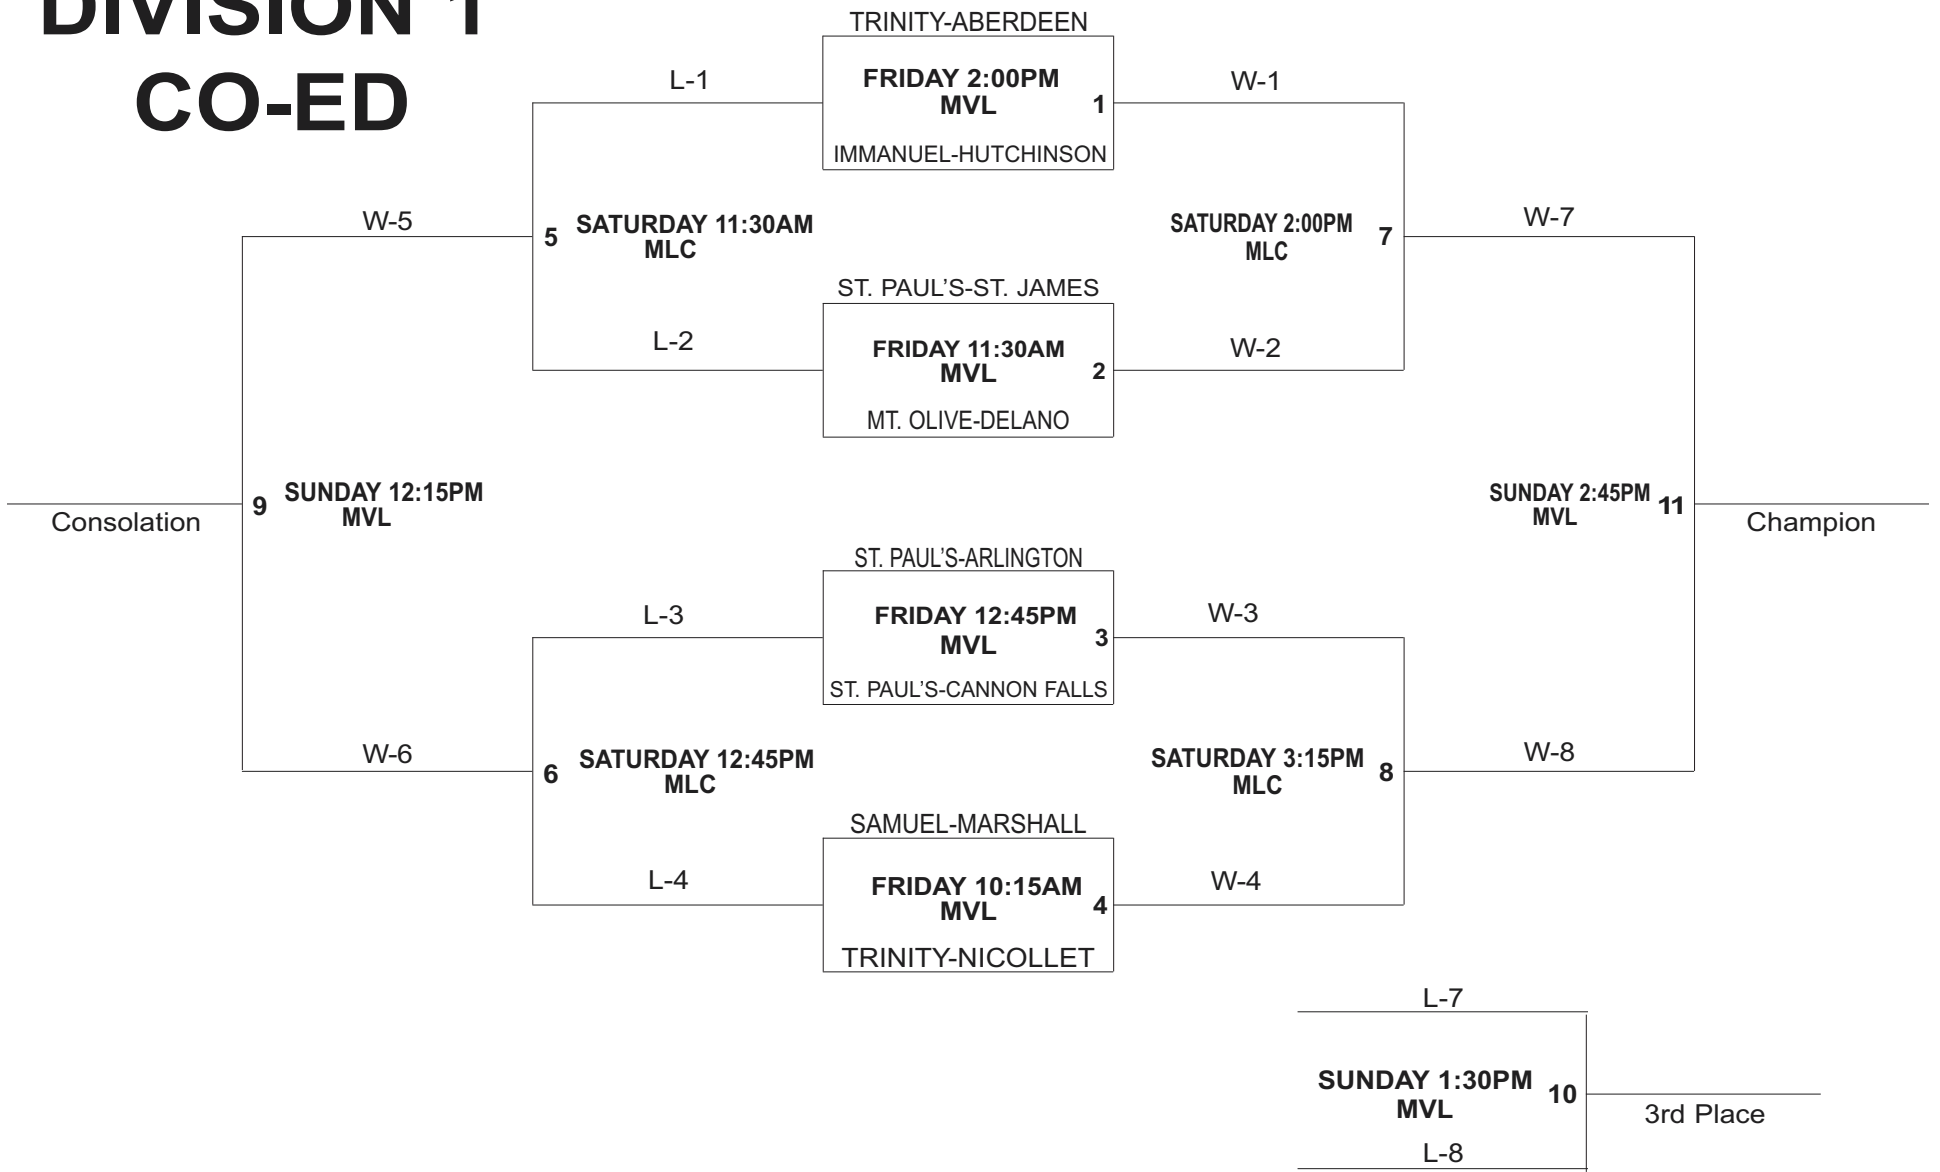 DIVISION 1
CO-ED
TRINITY-ABERDEEN
L-1
FRIDAY 2:00PM
MVL
1
W-1
IMMANUEL-HUTCHINSON
W-5
5
SATURDAY 11:30AM
MLC
SATURDAY 2:00PM
MLC
7
W-7
ST. PAUL'S-ST. JAMES
L-2
FRIDAY 11:30AM
MVL
2
W-2
MT. OLIVE-DELANO
Consolation
9
SUNDAY 12:15PM
MVL
SUNDAY 2:45PM
MVL
11
Champion
ST. PAUL'S-ARLINGTON
L-3
FRIDAY 12:45PM
MVL
3
W-3
ST. PAUL'S-CANNON FALLS
W-6
6
SATURDAY 12:45PM
MLC
SATURDAY 3:15PM
MLC
8
W-8
SAMUEL-MARSHALL
L-4
FRIDAY 10:15AM
MVL
4
W-4
TRINITY-NICOLLET
L-7
SUNDAY 1:30PM
MVL
10
3rd Place
L-8